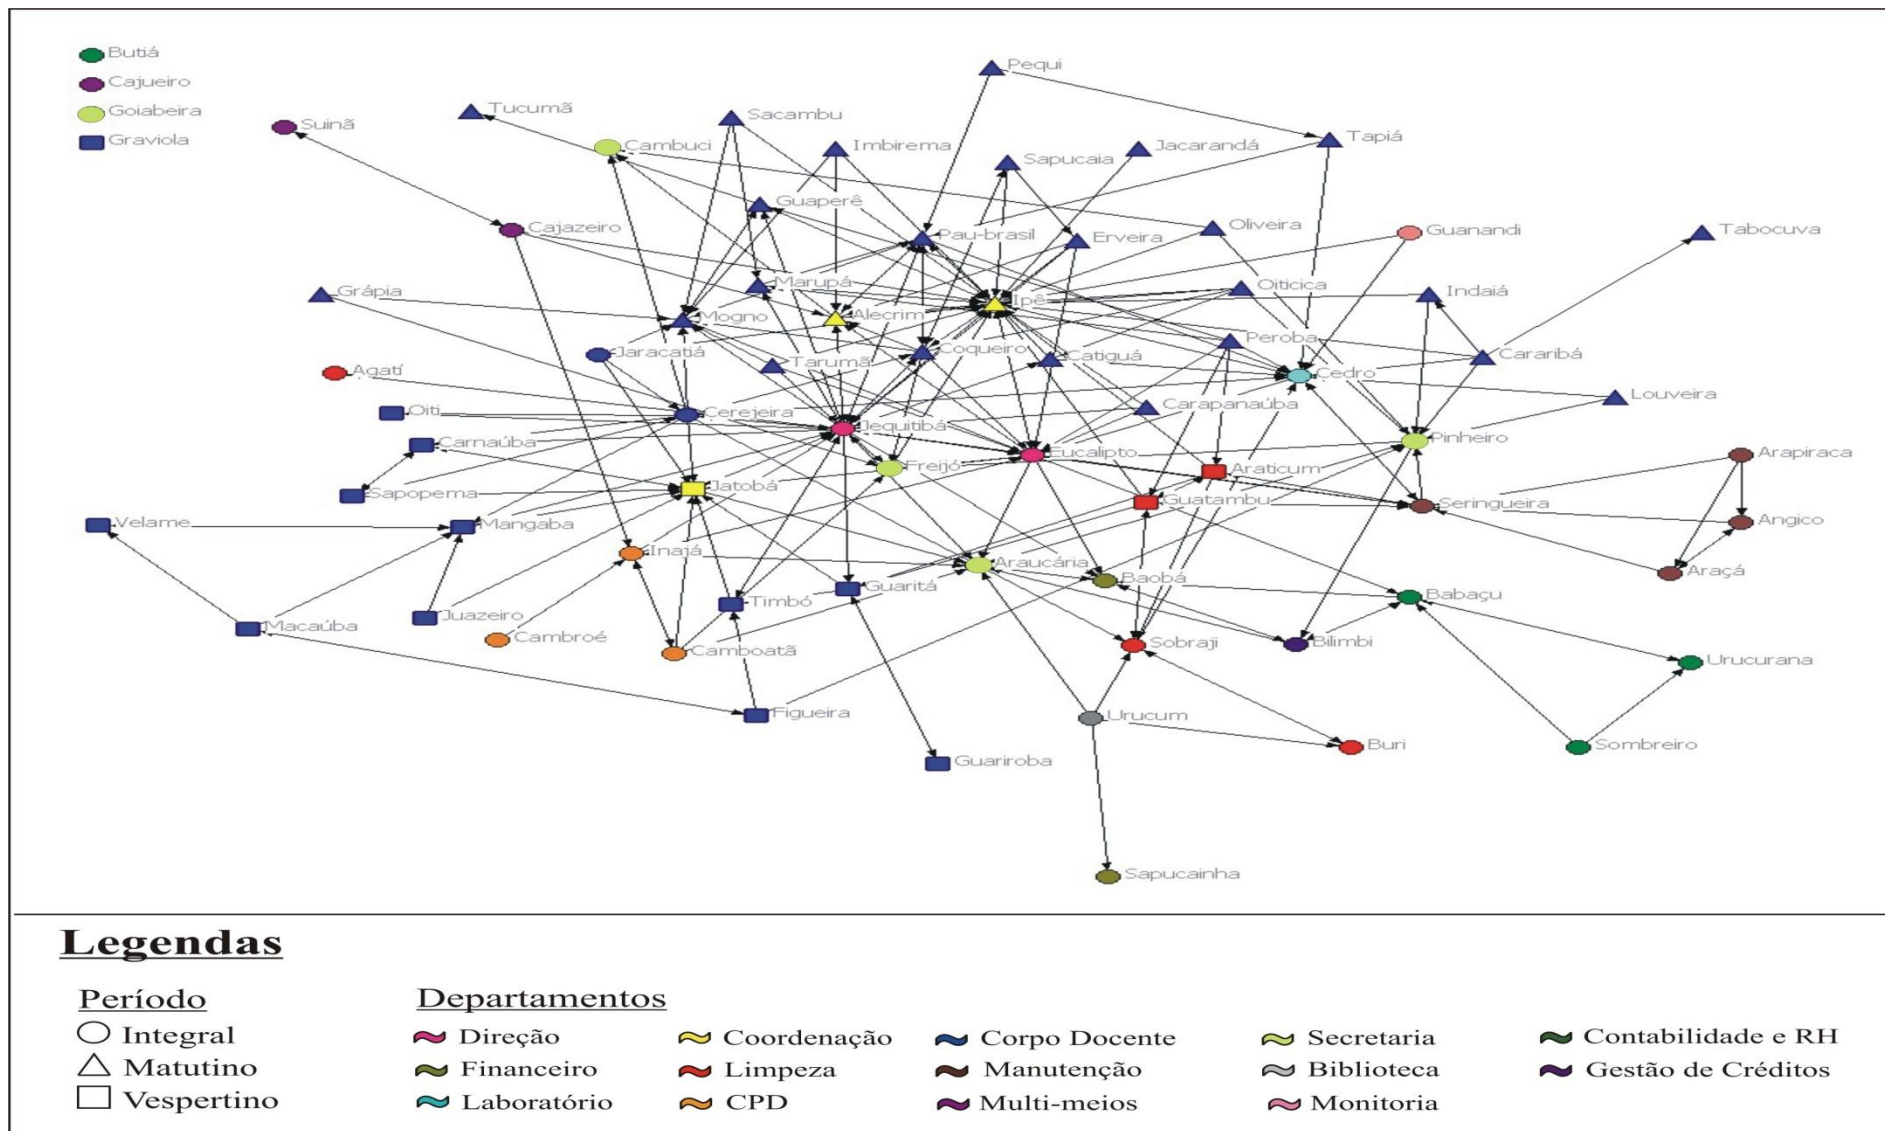 Butiá
Cajueiro
Goiabeira
Graviola
Pequi
Tucumã
Sacambu
Suinã
Cambuci
Imbirema
Sapucaia
Jacarandá
Tapiá
Guaperê
Cajazeiro
Pau-brasil
Erveira
Oliveira
Guanandi
Tabocuva
Grápia
Marupá
Ipê
Oiticica
Indaiá
Mogno
Alecrim
Jaracatiá
Tarumã
Coqueiro
Catiguá
Peroba
Cararibá
Agatí
Cedro
Oiti
Cerejeira
Jequitibá
Carapanaúba
Louveira
Carnaúba
Freijó
Eucalipto
Pinheiro
Araticum
Arapiraca
Sapopema
Jatobá
Guatambu
Seringueira
Velame
Mangaba
Angico
Inajá
Araucária
Baobá
Araçá
Macaúba
Juazeiro
Timbó
Guaritá
Babaçu
Cambroé
Camboatã
Sobraji
Bilimbi
Urucurana
Figueira
Urucum
Guariroba
Buri
Sombreiro
Sapucainha
Legendas
Período
Integral
Matutino
Vespertino
Departamentos
Direção Coordenação Corpo Docente Secretaria Contabilidade e RH
Financeiro Limpeza Manutenção Biblioteca Gestão de Créditos
Laboratório CPD Multi-meios Monitoria